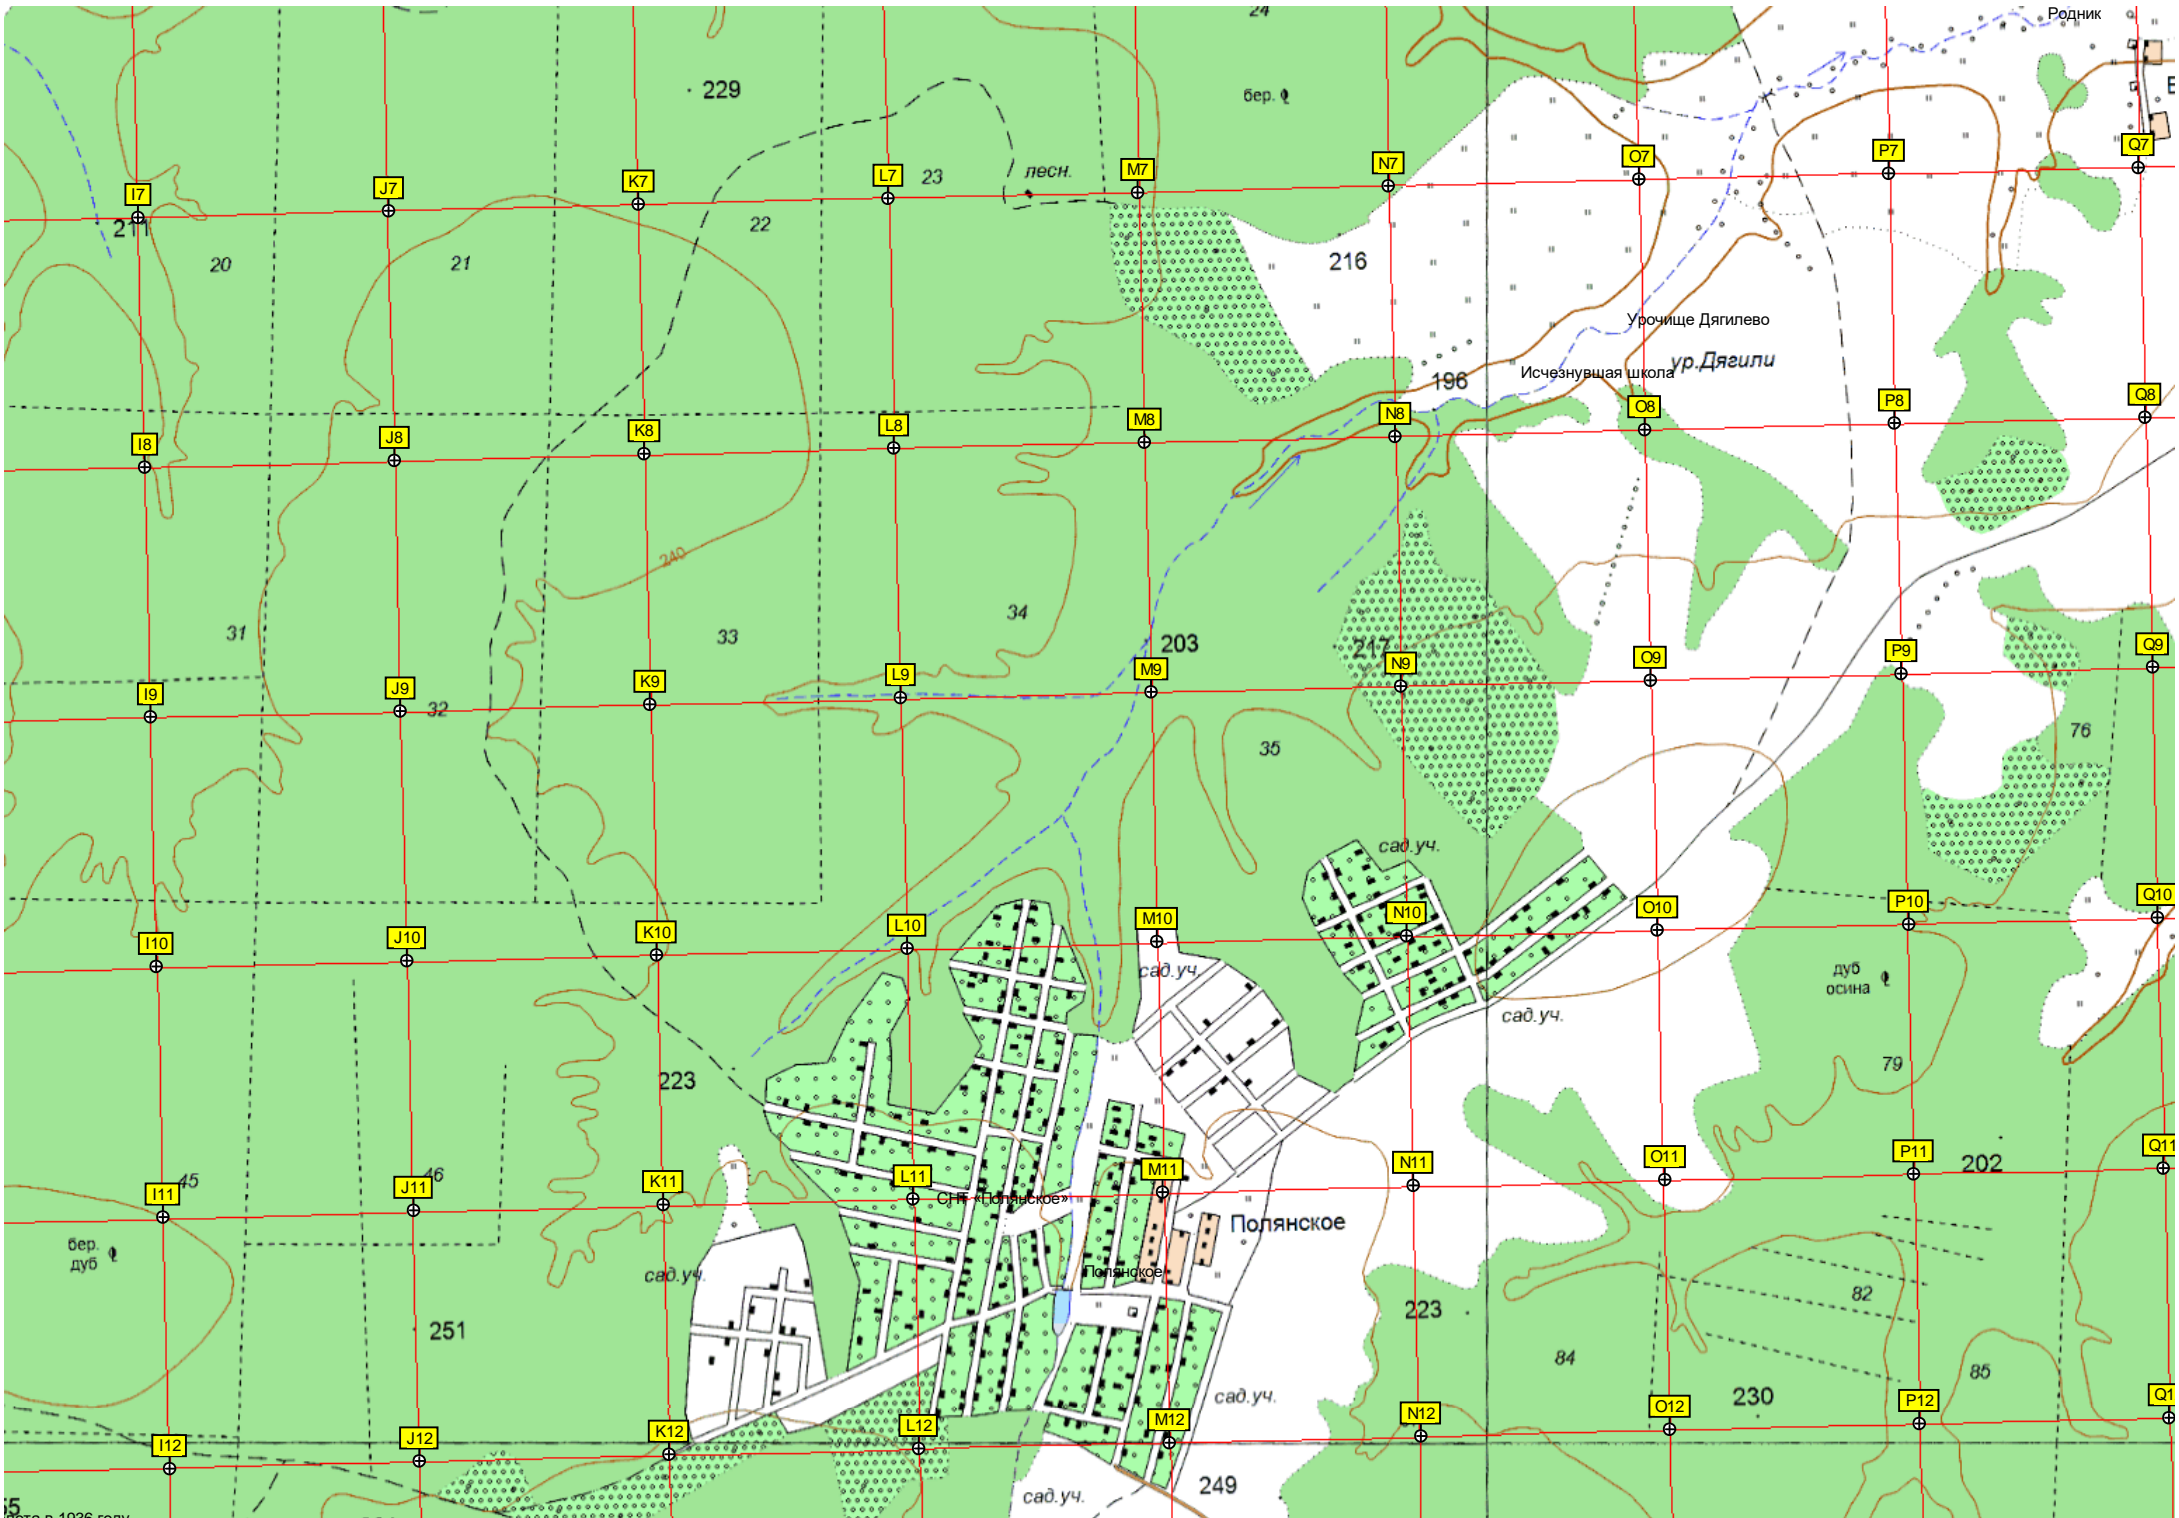 24
Родник
229
бер.
I7
J7
K7
L7
23
лесн.
M7
N7
O7
P7
Q7
211
20
21
22
216
Урочище Дягилево
ур.Дягили
Исчезнувшая школа
196
I8
J8
K8
L8
M8
N8
O8
P8
Q8
240
31
33
34
203
217
I9
J9
K9
L9
M9
N9
O9
P9
Q9
32
35
76
сад.уч.
I10
J10
K10
L10
M10
N10
O10
P10
Q10
сад.уч.
дуб
осина
сад.уч.
79
223
I11
J11
K11
L11
M11
N11
O11
P11
Q11
45
46
202
СНТ «Полянское»
Полянское
бер.
дуб
сад.уч.
Полянское
82
251
223
84
85
230
сад.уч.
I12
J12
K12
L12
M12
N12
O12
P12
Q1
249
сад.уч.
55
в 1936 году